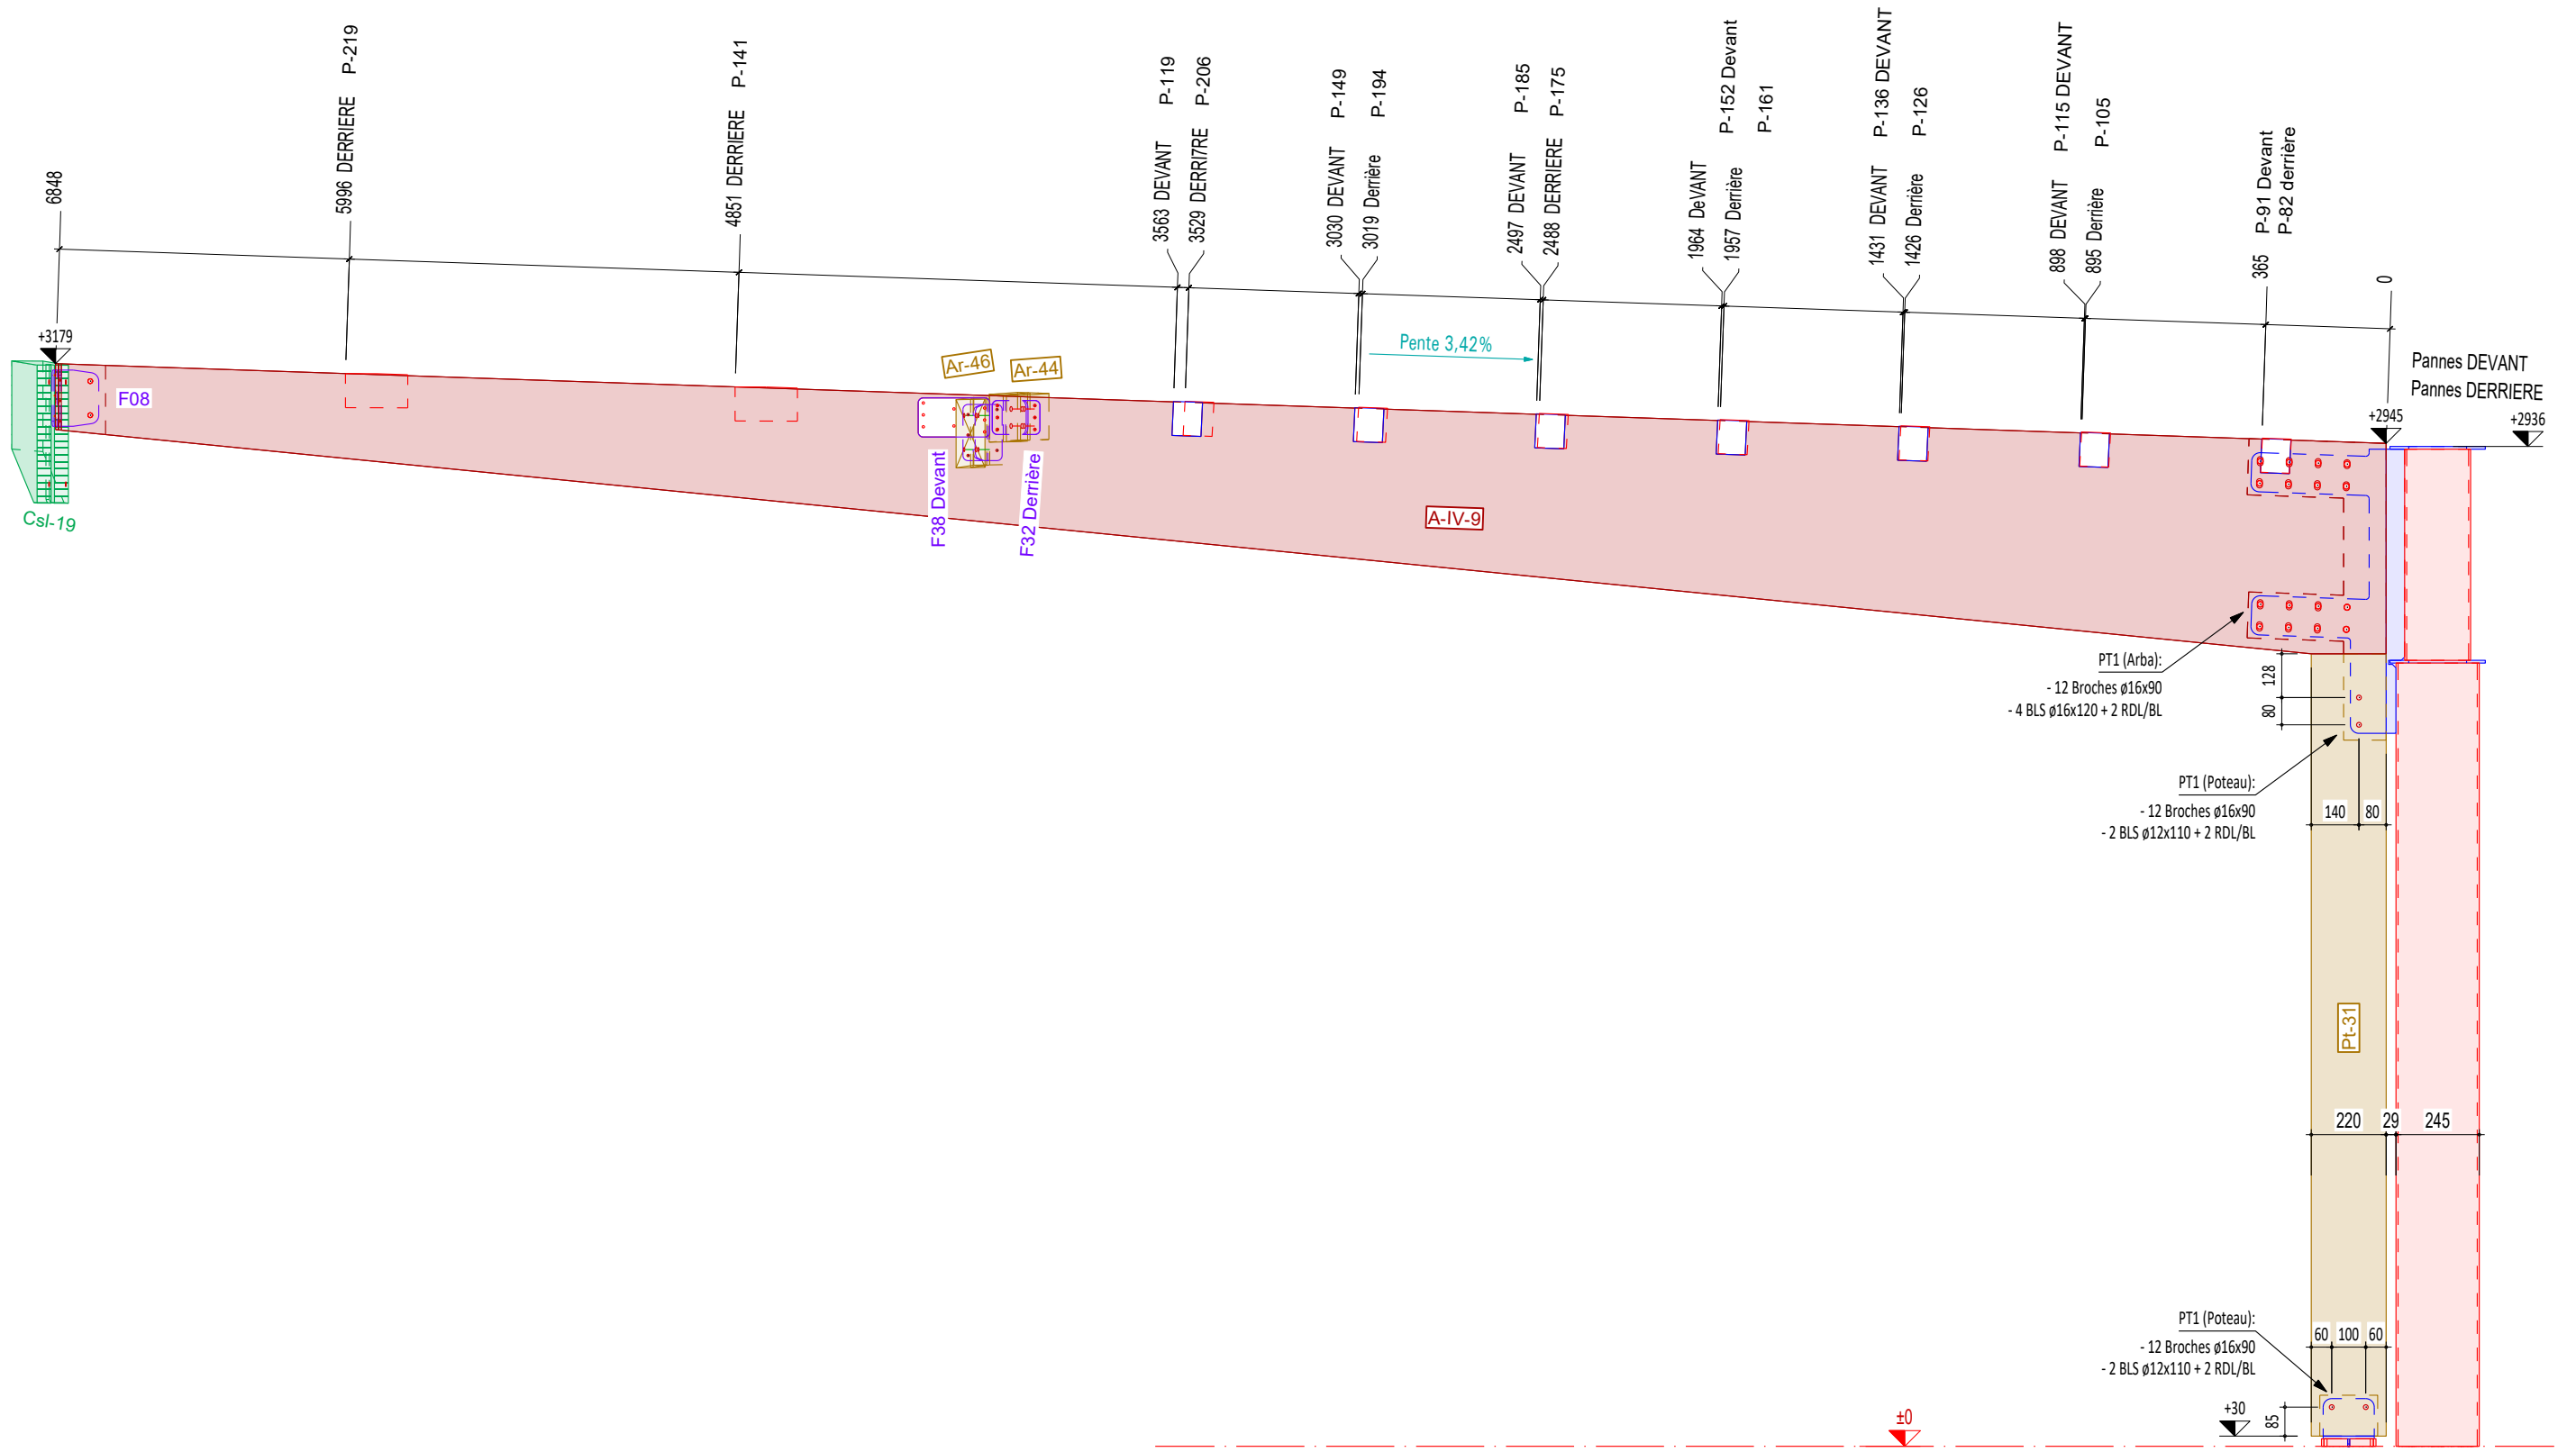 6848
5996 DERRIERE P-219
4851 DERRIERE P-141
3563 DEVANT P-119
3529 DERRI7RE P-206
3030 DEVANT P-149
3019 Derrière P-194
2497 DEVANT P-185
2488 DERRIERE P-175
1964 DeVANT P-152 Devant
1957 Derrière P-161
1431 DEVANT P-136 DEVANT
1426 Derrière P-126
898 DEVANT P-115 DEVANT
895 Derrière P-105
365 P-91 Devant
P-82 derrière
0
Pannes DEVANT
Pannes DERRIERE
+3179
Pente 3,42%
+2945
+2936
F08
Csl-19
Ar-46
Ar-44
F38 Devant
F32 Derrière
A-IV-9
PT1 (Arba):
- 12 Broches ø16x90
- 4 BLS ø16x120 + 2 RDL/BL
128
80
PT1 (Poteau):
- 12 Broches ø16x90
- 2 BLS ø12x110 + 2 RDL/BL
140 80
Pt-31
220 29 245
PT1 (Poteau):
- 12 Broches ø16x90
- 2 BLS ø12x110 + 2 RDL/BL
60 100 60
85
+30
±0